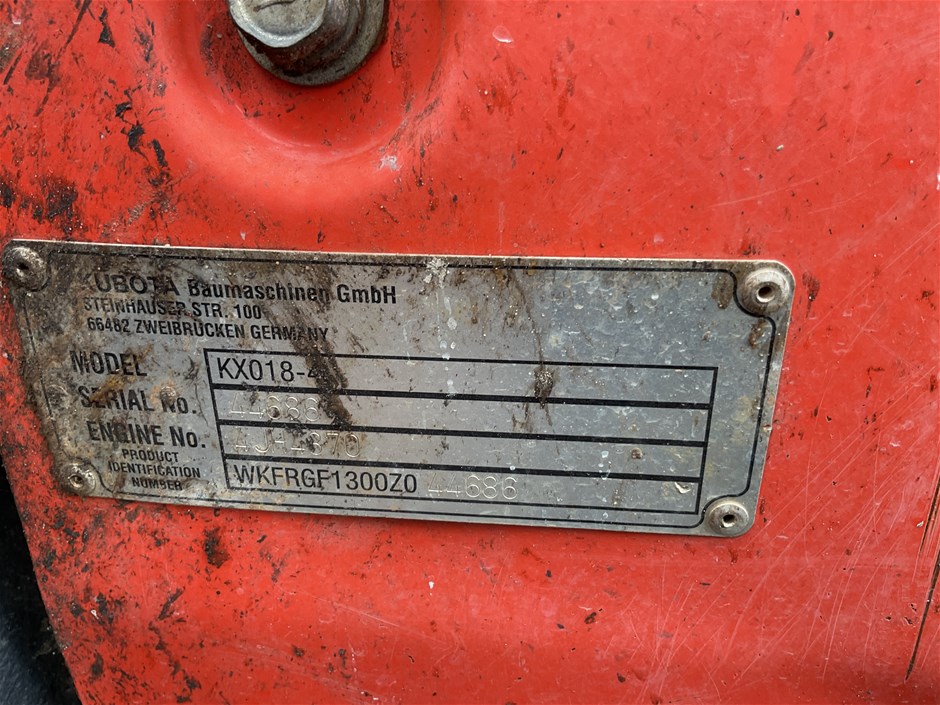 KUBOTA Baumaschinen GmbH
STEINHAUSER STR. 100
66482 ZWEIBRÜCKEN GERMANY
MODEL KX018-4
SERIAL No. 44686
ENGINE No.
PRODUCT IDENTIFICATION NUMBER WKFRGF1300Z044686